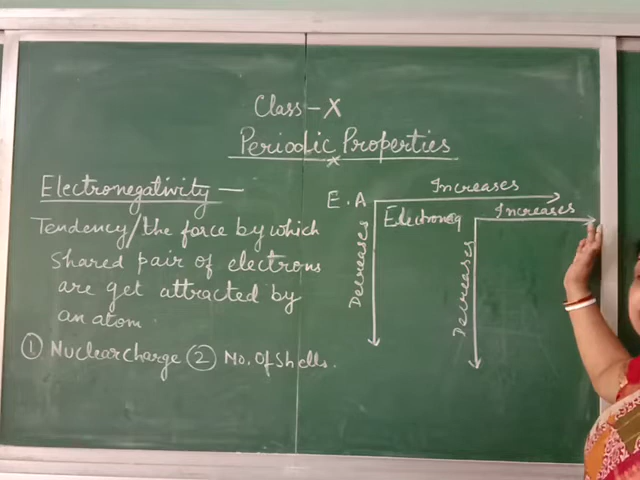 Class - X
Periodic Properties
Electronegativity —
Tendency/the force by which
shared pair of electrons
are get attracted by
an atom.
① Nuclear charge ② No. Of Shells.
E.A
Increases
Decreases
Electroneg
Increases
Decreases